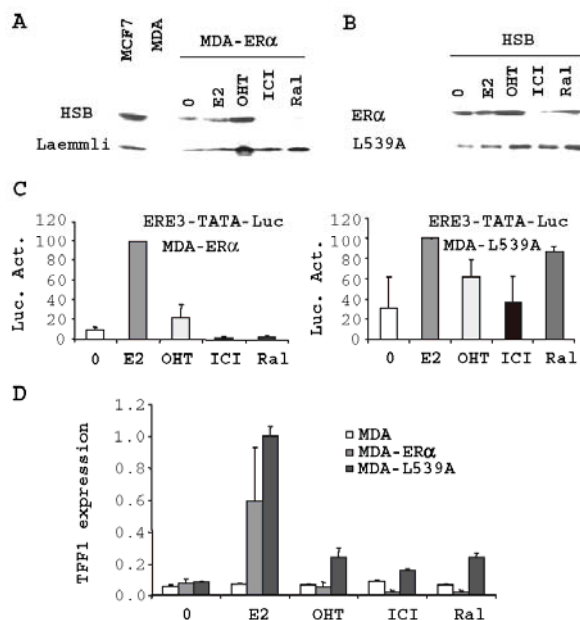 A
MCF7
MDA
MDA-ERα
0
E2
OHT
ICI
Ral
HSB
Laemmli
B
HSB
0
E2
OHT
ICI
Ral
ERα
L539A
C
Luc. Act.
120
100
80
60
40
20
0
ERE3-TATA-Luc
MDA-ERα
0
E2
OHT
ICI
Ral
Luc. Act.
120
100
80
60
40
20
0
ERE3-TATA-Luc
MDA-L539A
0
E2
OHT
ICI
Ral
D
TFF1 expression
1.2
1.0
0.8
0.6
0.4
0.2
0.0
MDA
MDA-ERα
MDA-L539A
0
E2
OHT
ICI
Ral